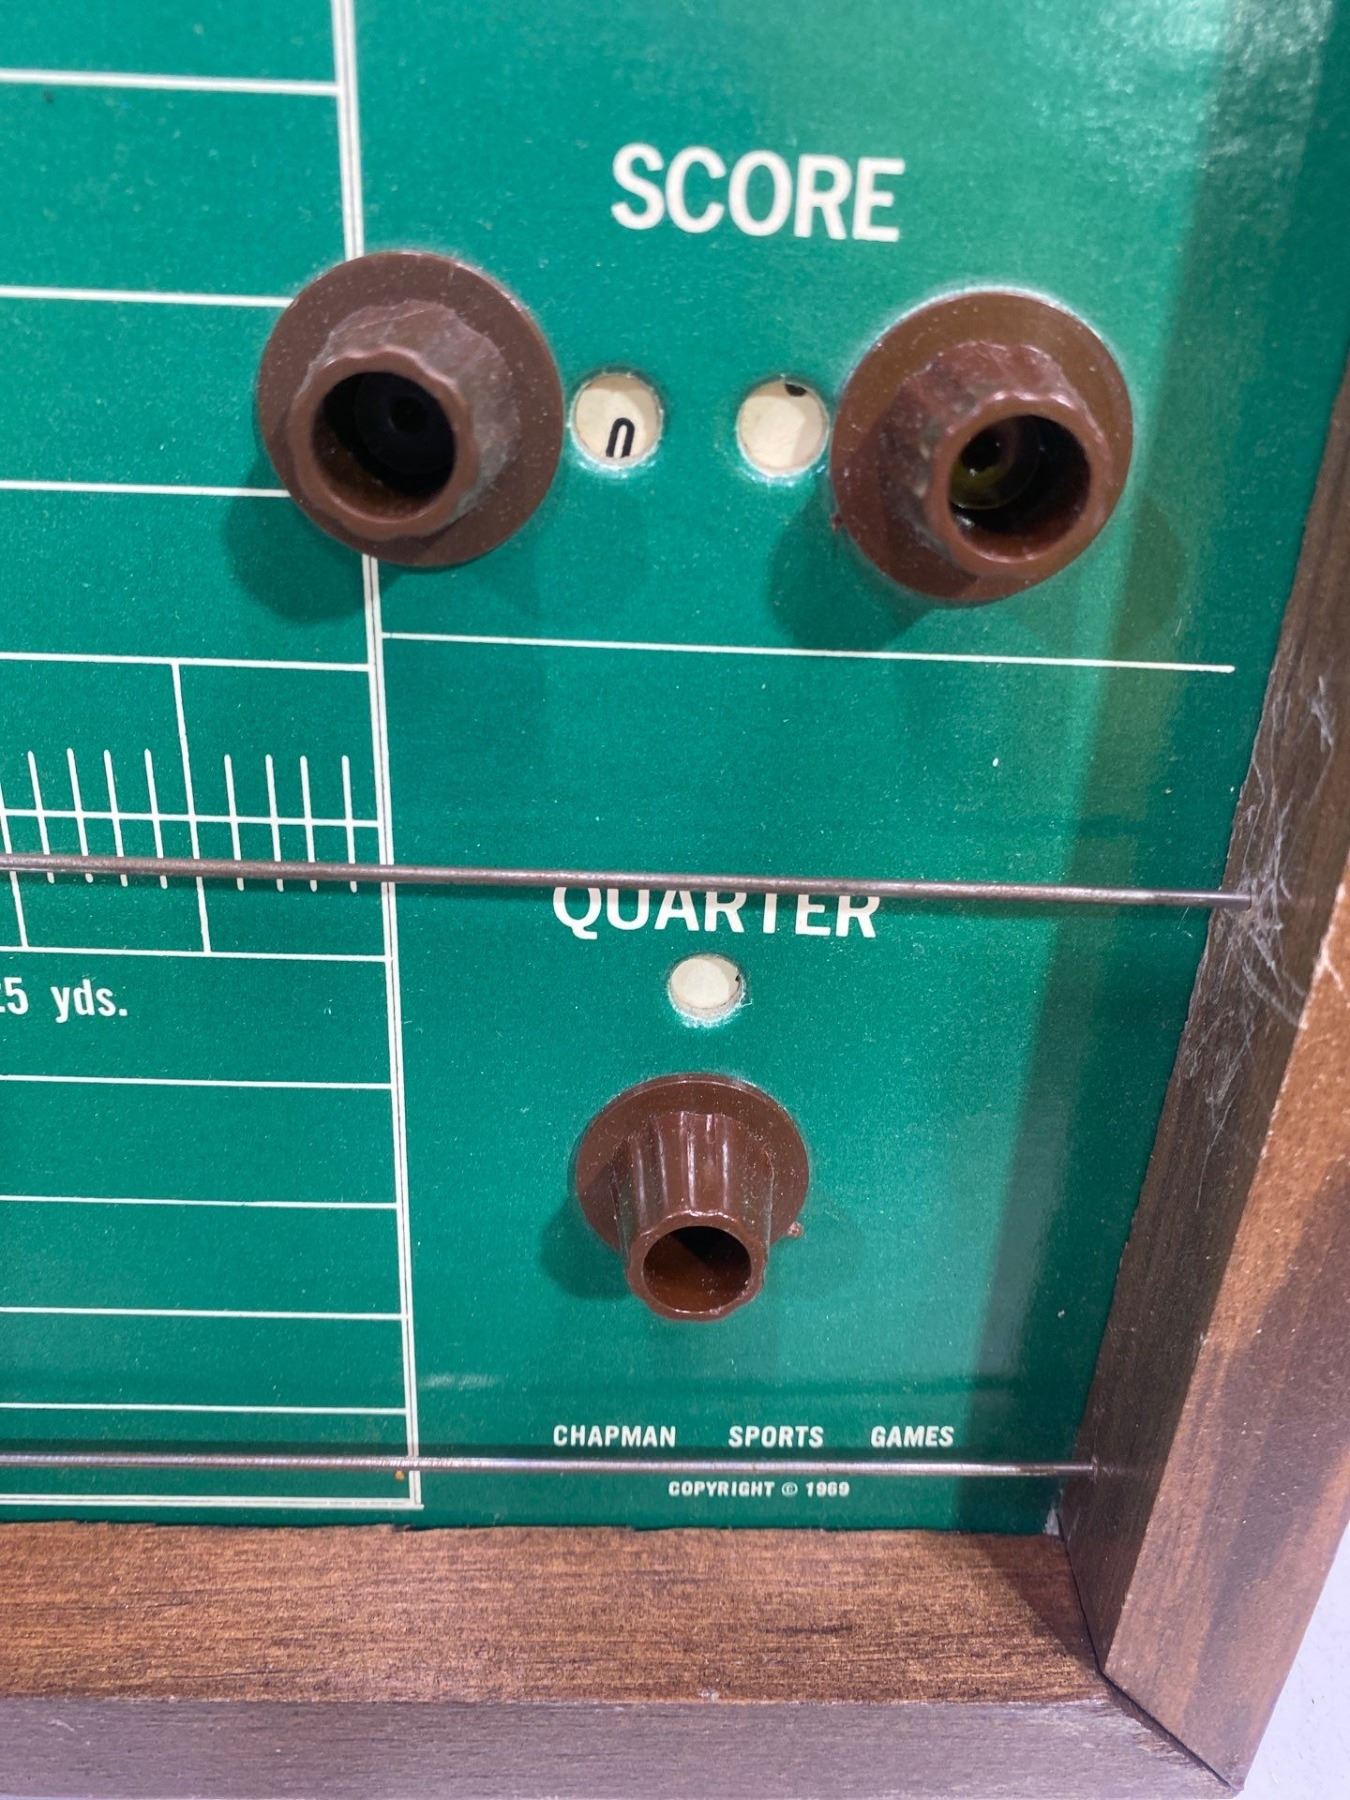 SCORE
0
QUARTER
25 yds.
CHAPMAN SPORTS GAMES
COPYRIGHT © 1969